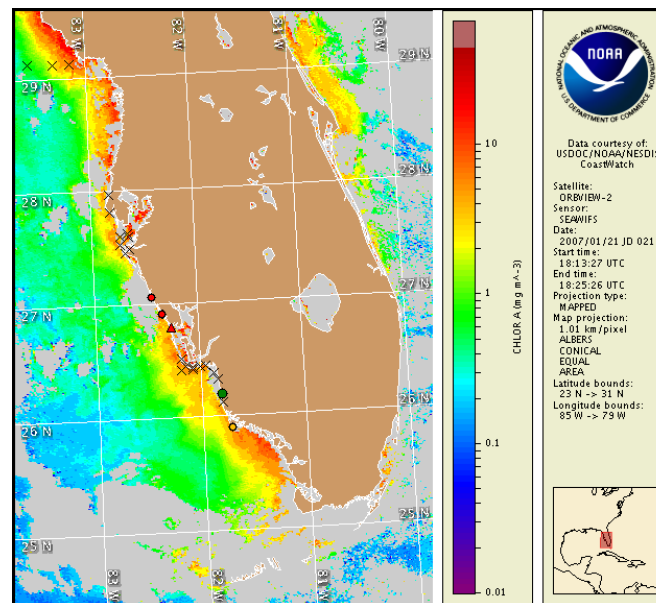 83 W
82 W
81 W
80 W
29 N
29 N
28 N
28 N
27 N
27 N
26 N
26 N
25 N
25 N
83 W
82 W
81 W
10
1
0.1
0.01
CHLOR A (mg m^-3)
NATIONAL OCEANIC AND ATMOSPHERIC ADMINISTRATION
NOAA
U.S. DEPARTMENT OF COMMERCE
Data courtesy of:
USDOC/NOAA/NESDIS
CoastWatch
Satellite:
ORBVIEW-2
Sensor:
SEAWIFS
Date:
2007/01/21 JD 021
Start time:
18:13:27 UTC
End time:
18:25:26 UTC
Projection type:
MAPPED
Map projection:
1.01 km/pixel
ALBERS
CONICAL
EQUAL
AREA
Latitude bounds:
23 N -> 31 N
Longitude bounds:
85 W -> 79 W